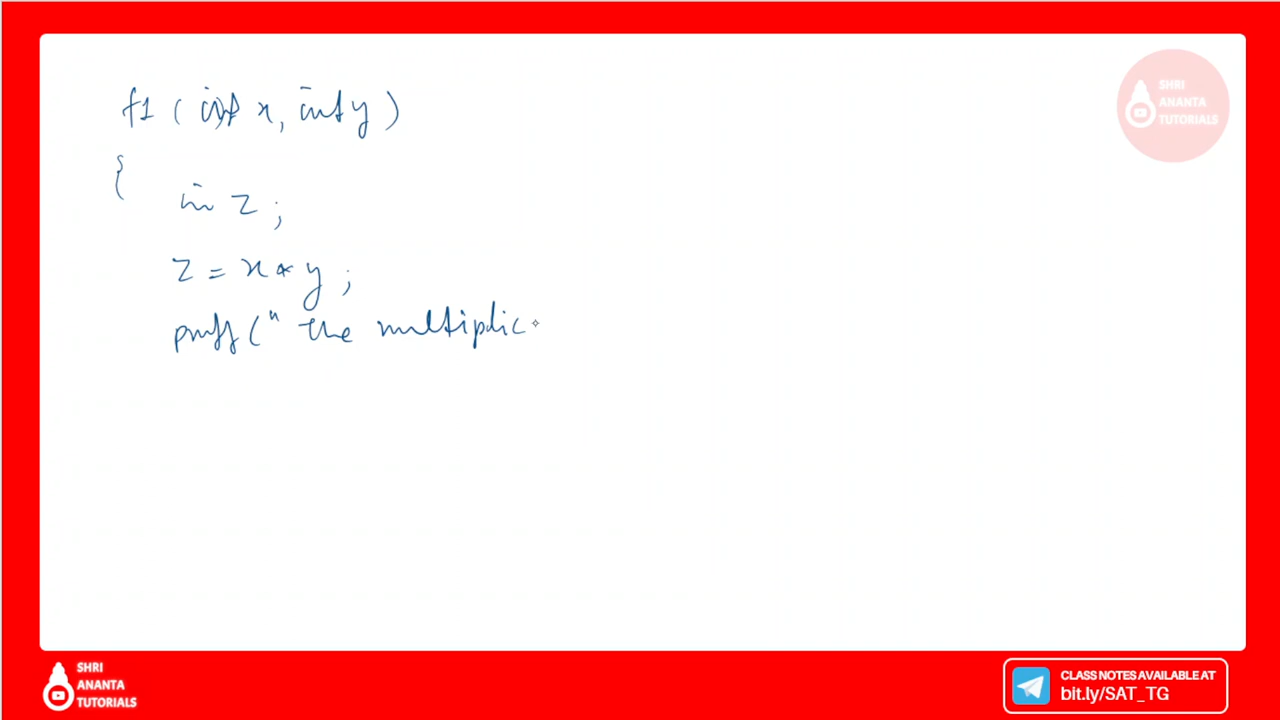 f1 ( int x, int y )
{
int z ;
z = x * y ;
printf (" the multiplic
SHRI
ANANTA
TUTORIALS
SHRI
ANANTA
TUTORIALS
CLASS NOTES AVAILABLE AT
bit.ly/SAT_TG